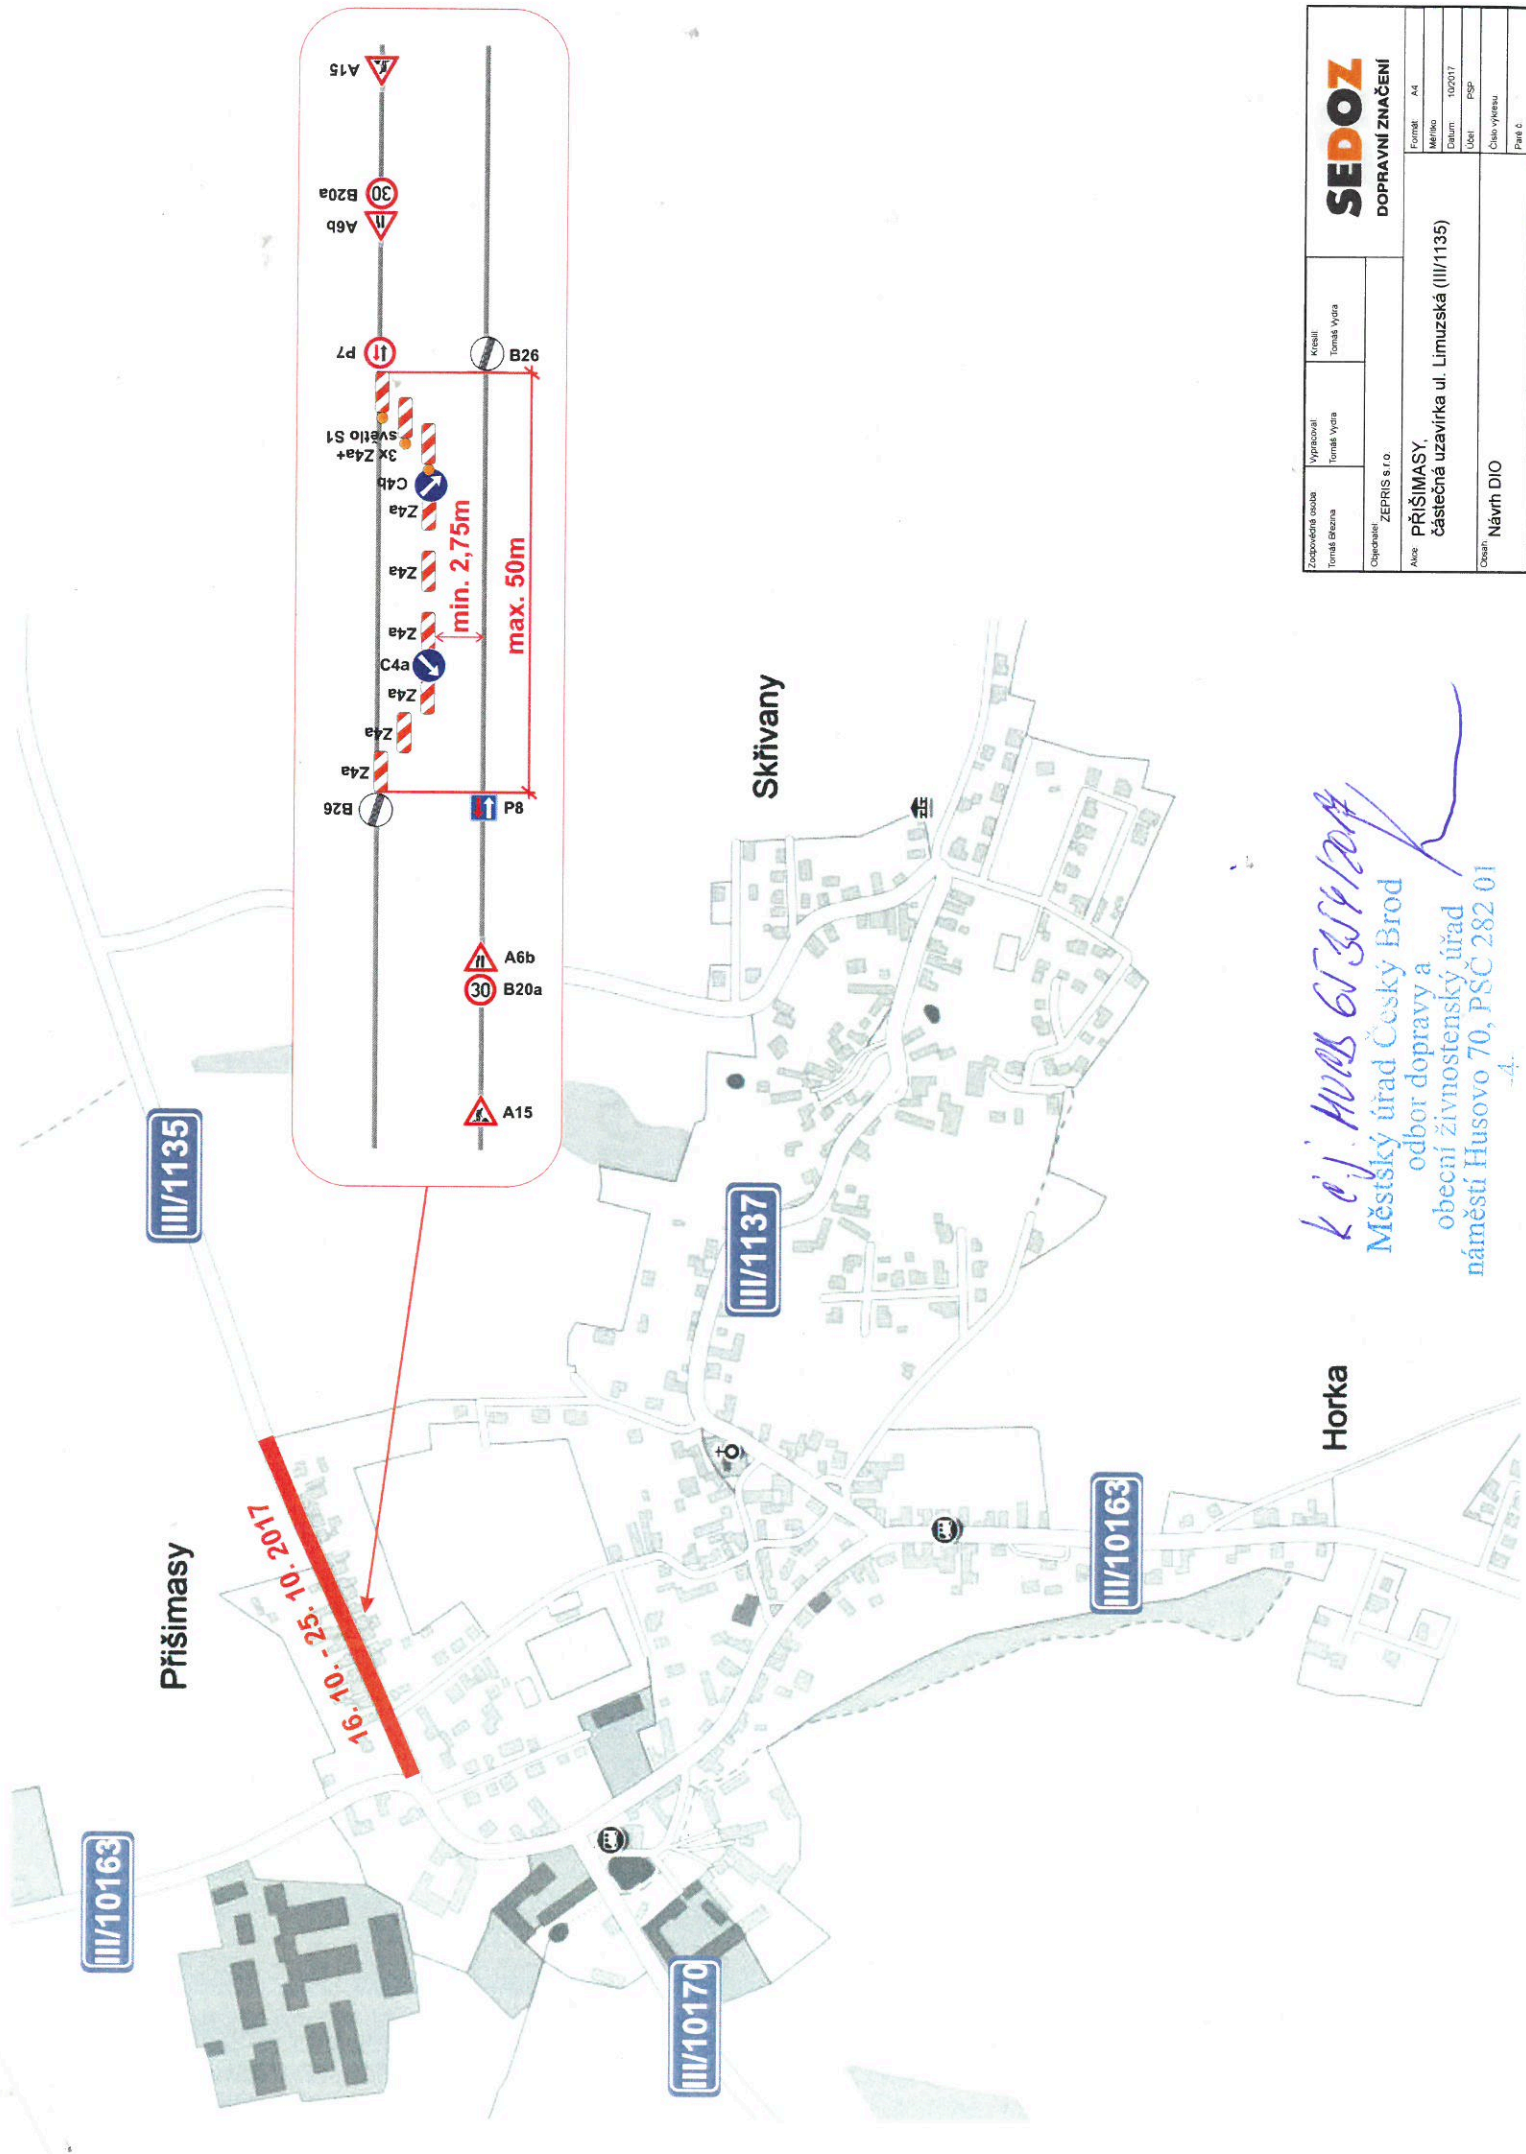 A15
B20a
30
A6b
P7
B26
3x Z4a+
světlo S1
C4b
Z4a
Z4a
Z4a
C4a
Z4a
Z4a
Z4a
B26
min. 2,75m
max. 50m
P8
A6b
30
B20a
A15
III/1135
Přišimasy
16. 10. - 25. 10. 2017
III/10163
III/10170
III/1137
III/10163
Skřivany
Horka
Zodpovědná osoba
Tomáš Březina
Vypracoval:
Tomáš Vydra
Kreslil:
Tomáš Vydra
SEDOZ
DOPRAVNÍ ZNAČENÍ
Objednatel:
ZEPRIS s.r.o.
Akce: PŘIŠIMASY,
částečná uzavírka ul. Limuzská (III/1135)
Formát A4
Měřítko
Datum 10/2017
Účel PSP
Obsah: Návrh DIO
Číslo výkresu
Paré č.
Městský úřad Český Brod
odbor dopravy a
obecní živnostenský úřad
náměstí Husovo 70, PSČ 282 01
-4-